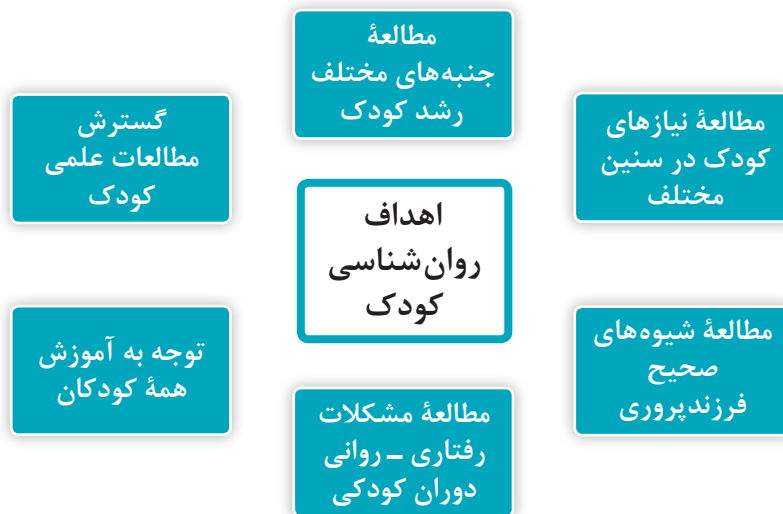 مطالعهٔ
جنبه‌های مختلف
رشد کودک
مطالعهٔ نیازهای
کودک در سنین
مختلف
گسترش
مطالعات علمی
کودک
اهداف
روان‌شناسی
کودک
مطالعهٔ شیوه‌های
صحیح
فرزندپروری
توجه به آموزش
همهٔ کودکان
مطالعهٔ مشکلات
رفتاری ـ روانی
دوران کودکی